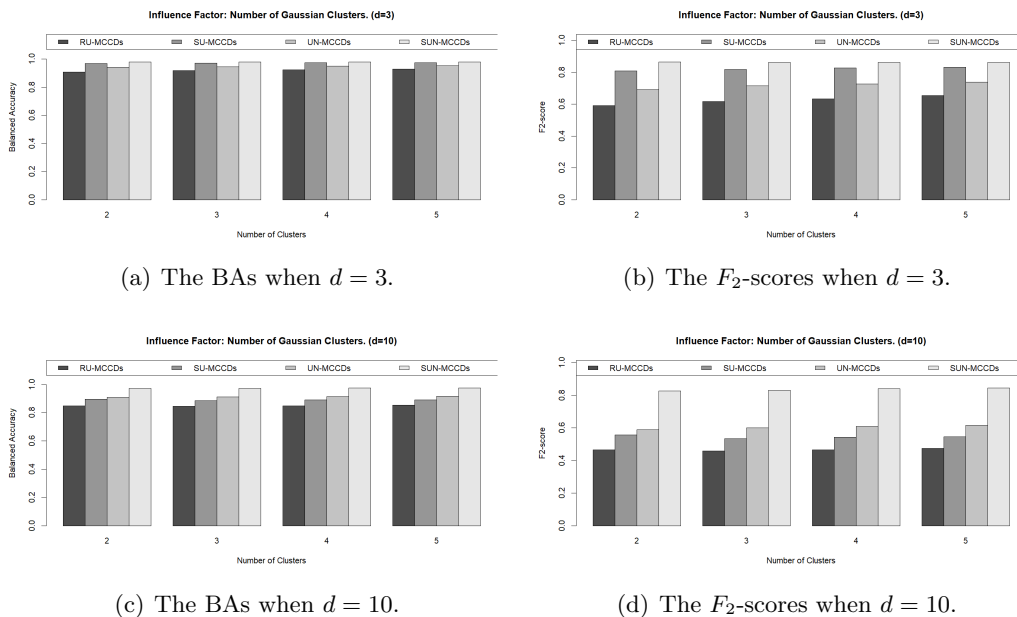 Influence Factor: Number of Gaussian Clusters. (d=3)
RU-MCCDs SU-MCCDs UN-MCCDs SUN-MCCDs
Balanced Accuracy
1.0
0.8
0.6
0.4
0.2
0.0
2 3 4 5
Number of Clusters
(a) The BAs when d = 3.
Influence Factor: Number of Gaussian Clusters. (d=3)
RU-MCCDs SU-MCCDs UN-MCCDs SUN-MCCDs
F2-score
1.0
0.8
0.6
0.4
0.2
0.0
2 3 4 5
Number of Clusters
(b) The F₂-scores when d = 3.
Influence Factor: Number of Gaussian Clusters. (d=10)
RU-MCCDs SU-MCCDs UN-MCCDs SUN-MCCDs
Balanced Accuracy
1.0
0.8
0.6
0.4
0.2
0.0
2 3 4 5
Number of Clusters
(c) The BAs when d = 10.
Influence Factor: Number of Gaussian Clusters. (d=10)
RU-MCCDs SU-MCCDs UN-MCCDs SUN-MCCDs
F2-score
1.0
0.8
0.6
0.4
0.2
0.0
2 3 4 5
Number of Clusters
(d) The F₂-scores when d = 10.